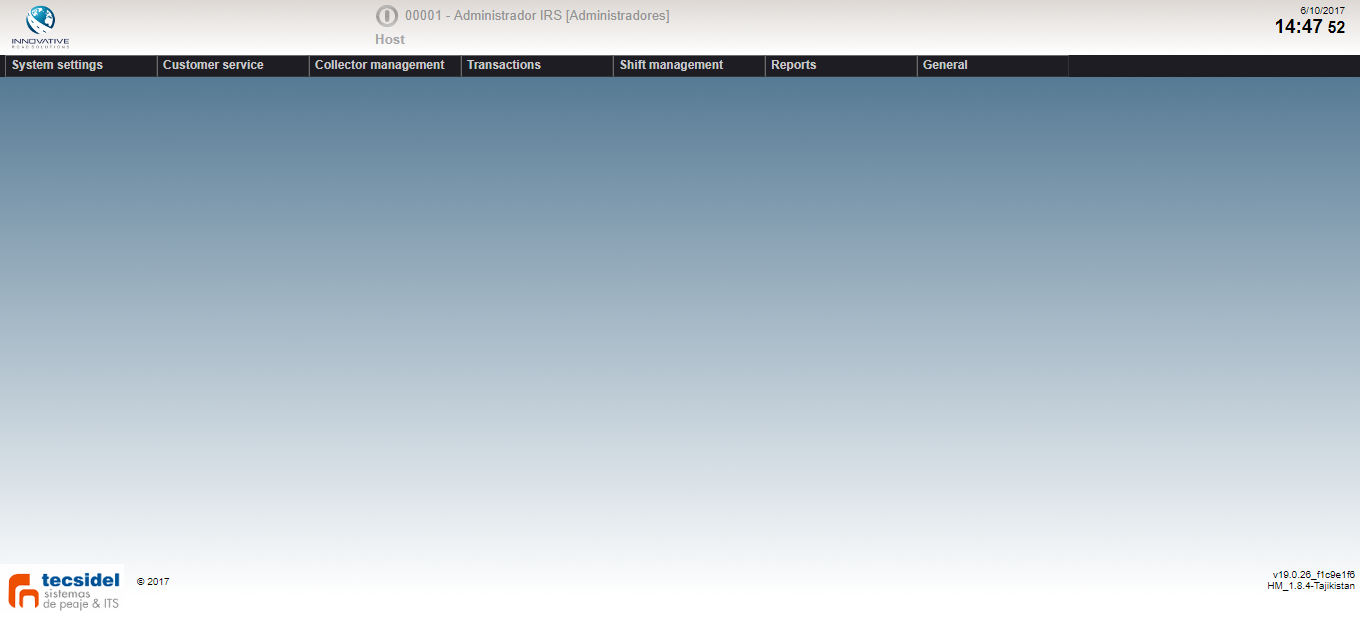 INNOVATIVE
ROAD SOLUTIONS
00001 - Administrador IRS [Administradores]
Host
6/10/2017
14:47 52
System settings
Customer service
Collector management
Transactions
Shift management
Reports
General
tecsidel
sistemas
de peaje & ITS
© 2017
v19.0.26_f1c9e1f6
HM_1.8.4-Tajikistan